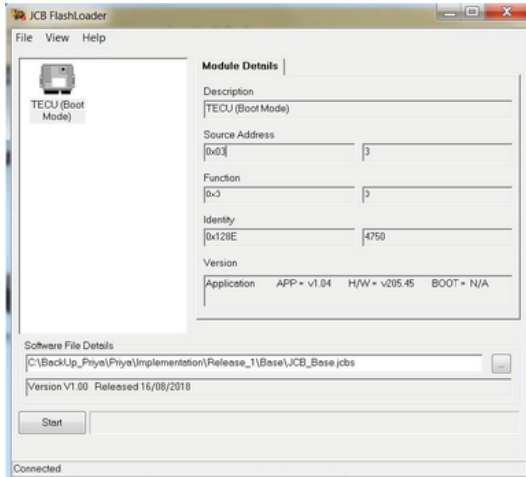 JCB FlashLoader
File View Help
TECU (Boot
Mode)
Module Details
Description
TECU (Boot Mode)
Source Address
0x03 3
Function
0x3 3
Identity
0x128E 4750
Version
Application APP = v1.04 H/W = v205.45 BOOT = N/A
Software File Details
C:\BackUp_Priya\Priya\Implementation\Release_1\Base\JCB_Base.jcbs
...
Version V1.00 Released 16/08/2018
Start
Connected